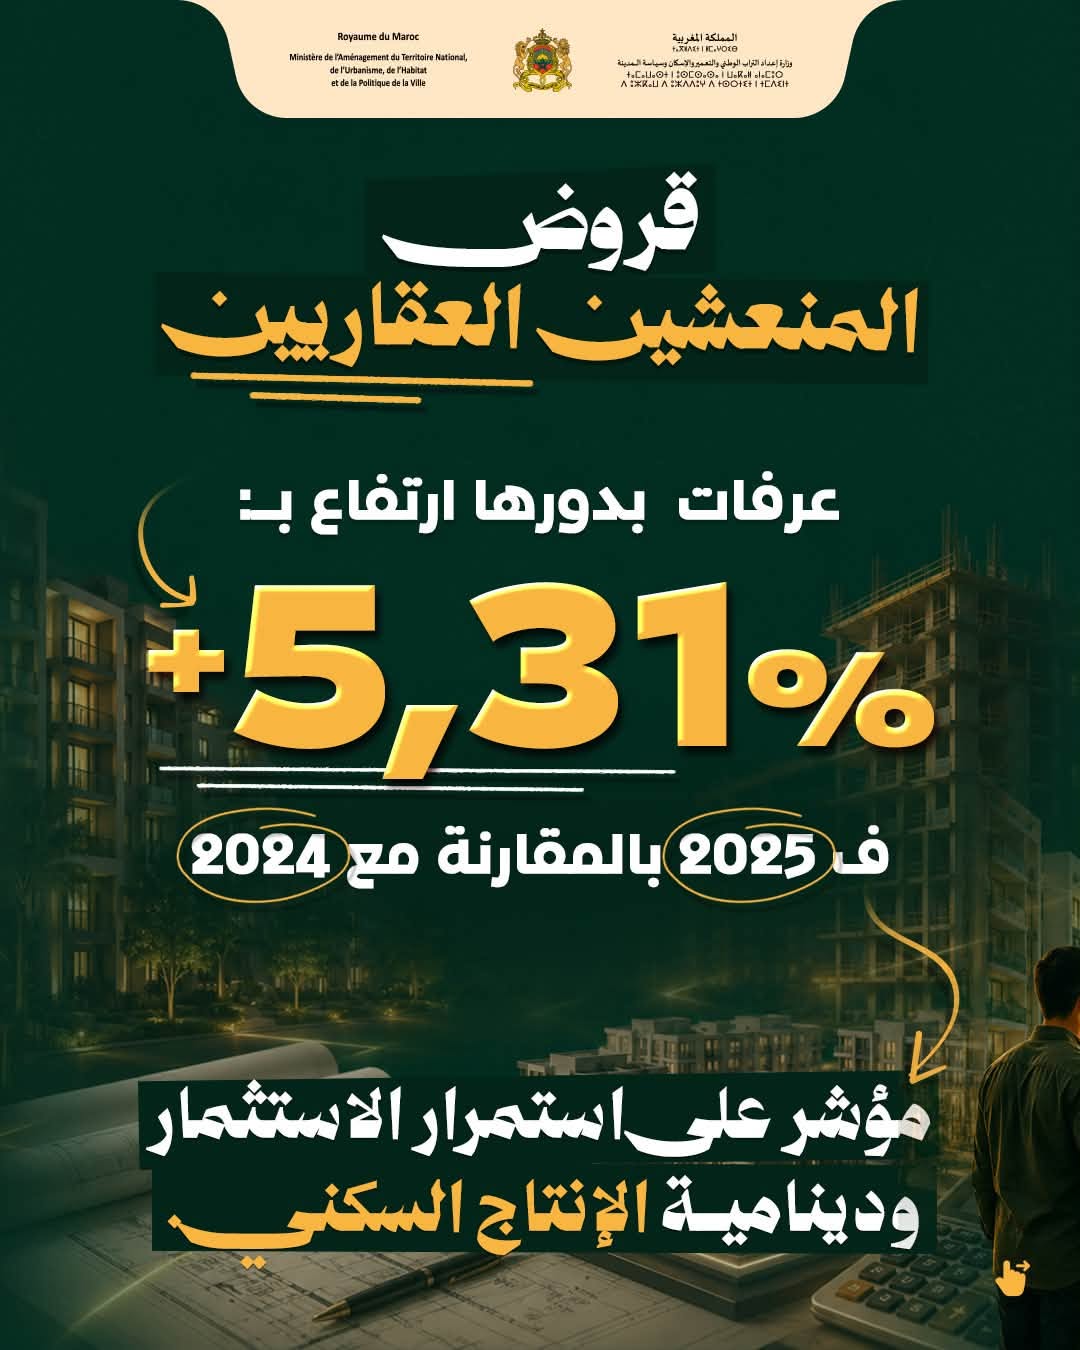 Royaume du Maroc
Ministère de l'Aménagement du Territoire National,
de l'Urbanisme, de l'Habitat
et de la Politique de la Ville
المملكة المغربية
ⵜⴰⴳⵍⴷⵉⵜ ⵏ ⵍⵎⵖⵔⵉⴱ
وزارة إعداد التراب الوطني والتعمير والإسكان وسياسة المدينة
قروض
المنعشين العقاريين
عرفات بدورها ارتفاع بـ:
+5,31%
ف 2025 بالمقارنة مع 2024
مؤشر على استمرار الاستثمار
ودينامية الإنتاج السكني